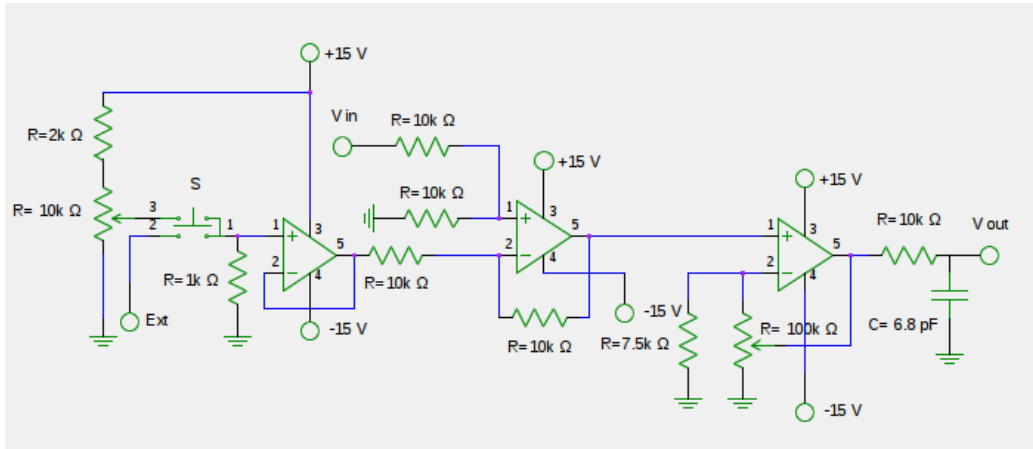 +15 V
V in
R= 10k Ω
R=2k Ω
S
+15 V
+15 V
R= 10k Ω
3
2
1
R= 10k Ω
1
2
3
4
5
R= 10k Ω
1
2
3
4
5
1
2
3
4
5
R= 10k Ω
V out
R=1k Ω
Ext
-15 V
R= 10k Ω
-15 V
R=7.5k Ω
R= 100k Ω
C= 6.8 pF
-15 V